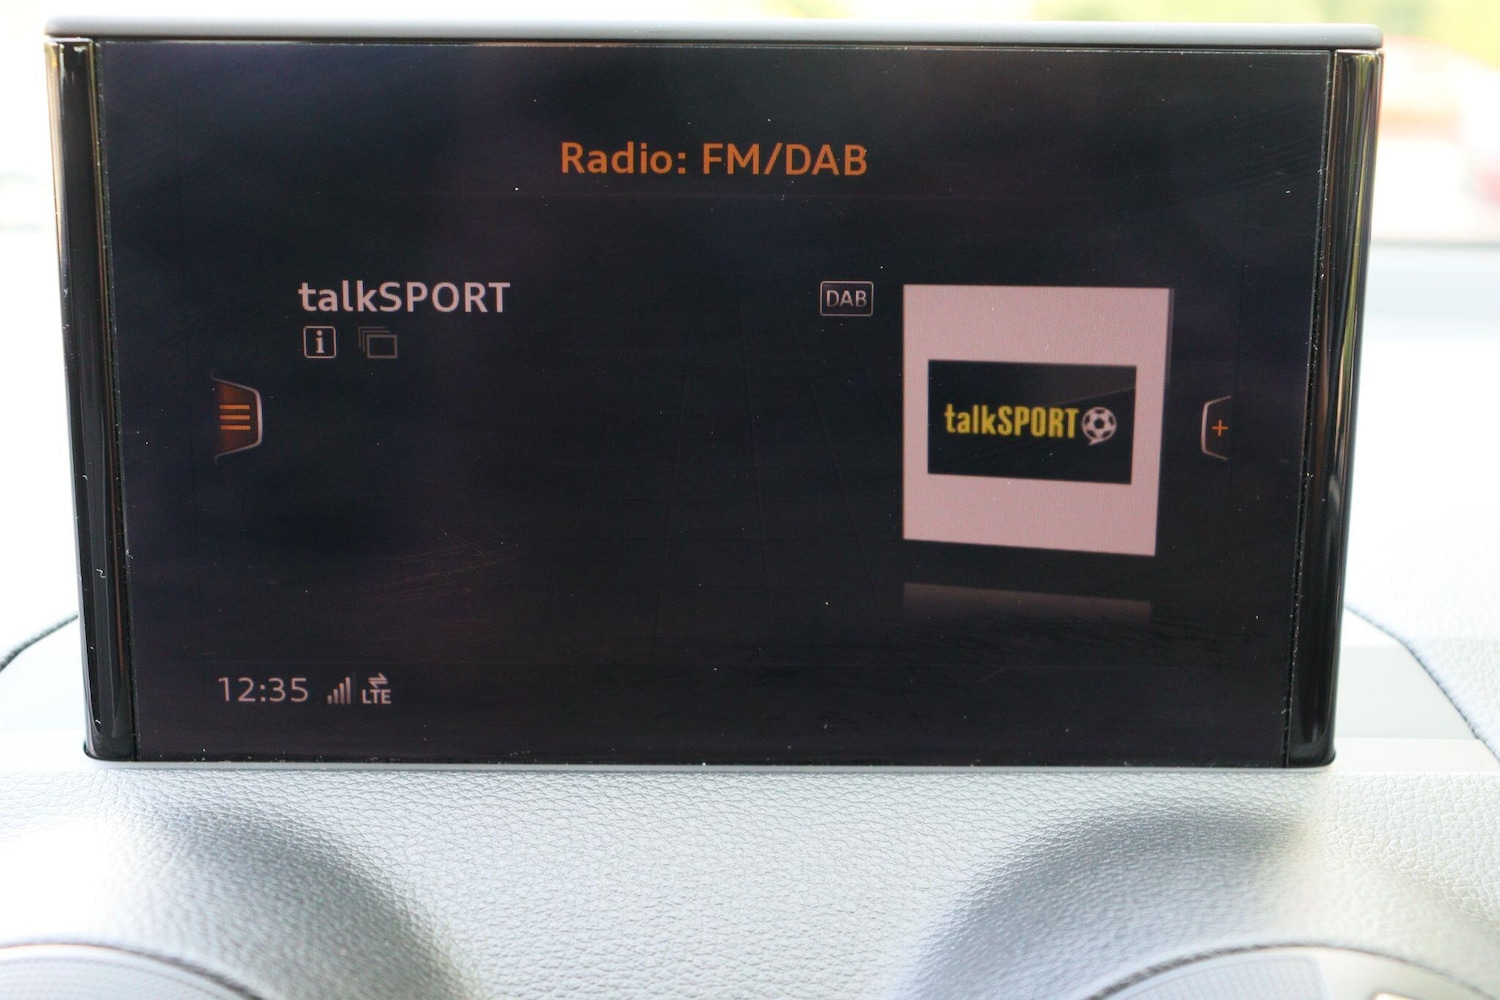 Radio: FM/DAB
talkSPORT
DAB
i
talkSPORT
+
12:35
LTE